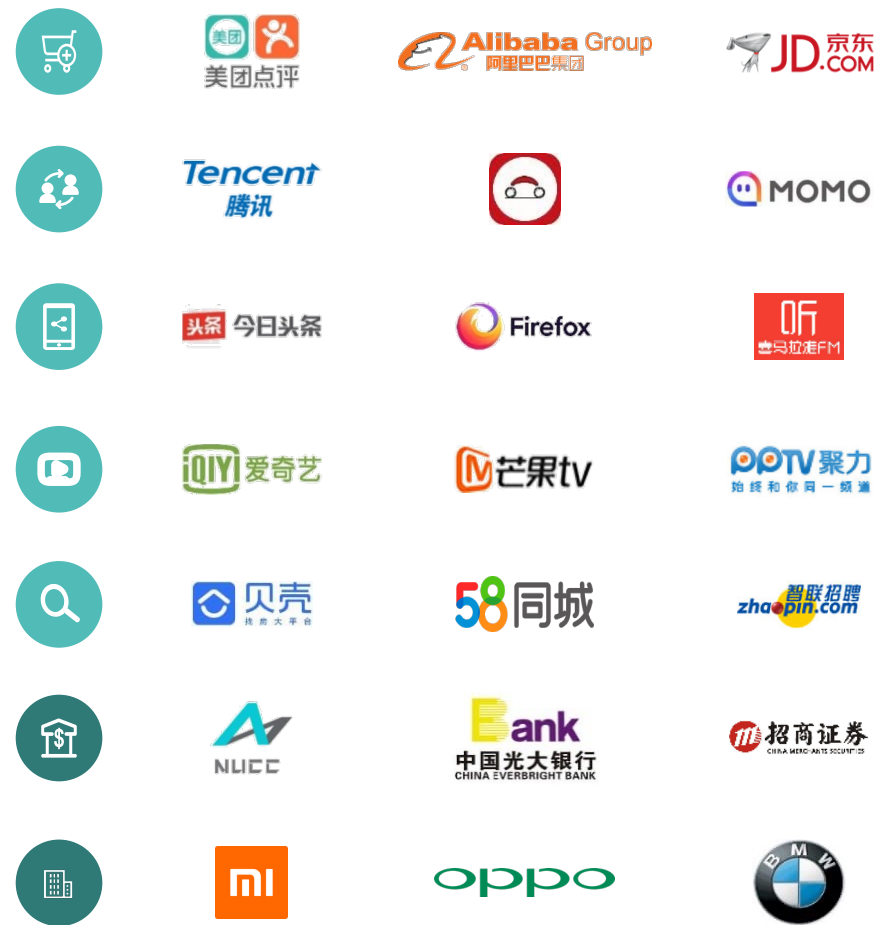 美团
美团点评
Alibaba Group
阿里巴巴集团
JD.京东
.COM
Tencent
腾讯
MOMO
头条 今日头条
Firefox
听
喜马拉雅FM
iQIYI 爱奇艺
芒果tv
PPTV聚力
始终和你同一频道
贝壳
找房大平台
58同城
智联招聘
zhaopin.com
NUCC
Bank
中国光大银行
CHINA EVERBRIGHT BANK
招商证券
CHINA MERCHANTS SECURITIES
mi
oppo
BMW